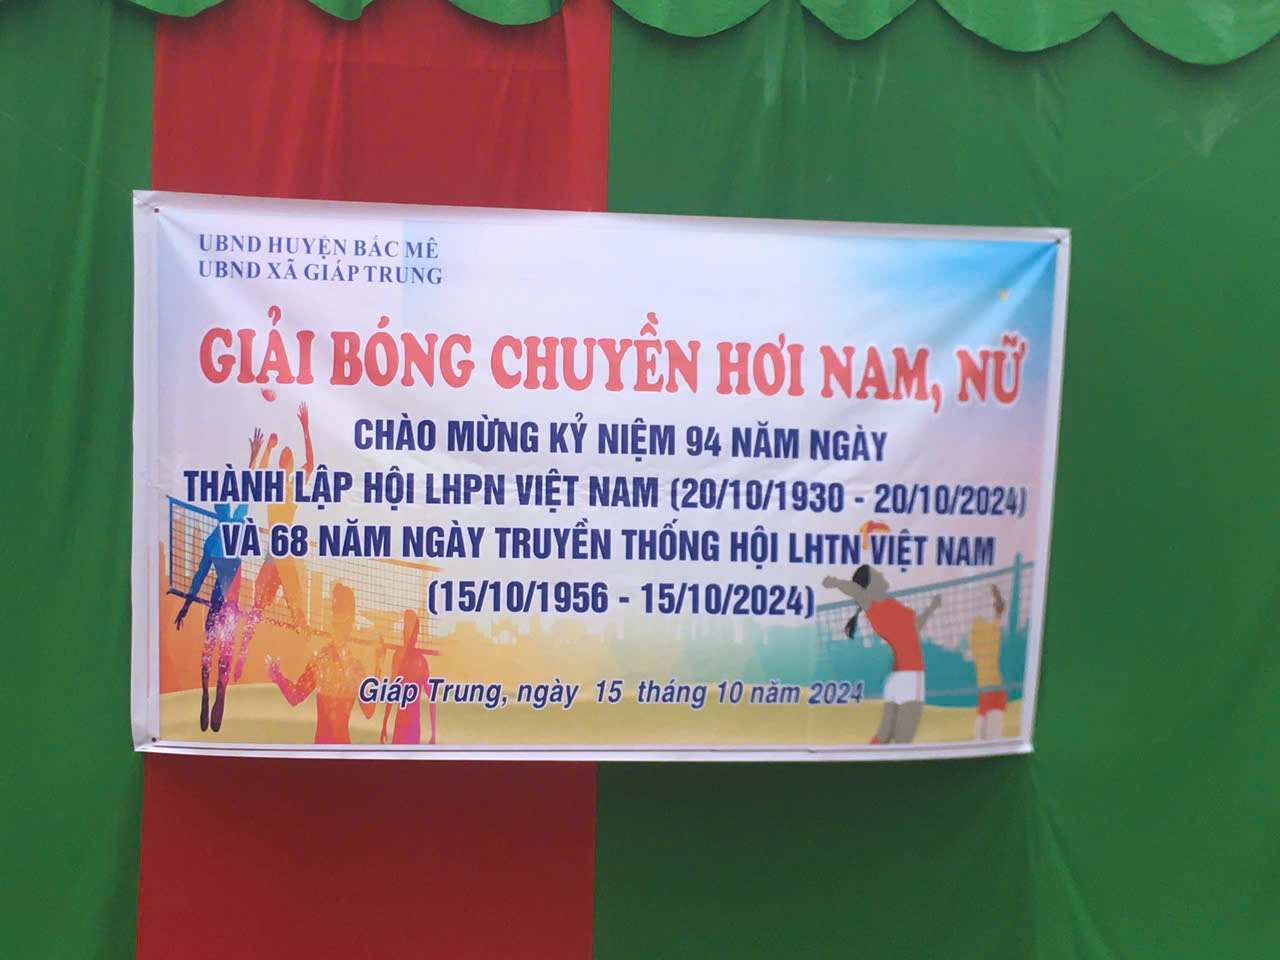 UBND HUYỆN BẮC MÊ
UBND XÃ GIÁP TRUNG
GIẢI BÓNG CHUYỀN HƠI NAM, NỮ
CHÀO MỪNG KỶ NIỆM 94 NĂM NGÀY
THÀNH LẬP HỘI LHPN VIỆT NAM (20/10/1930 - 20/10/2024)
VÀ 68 NĂM NGÀY TRUYỀN THỐNG HỘI LHTN VIỆT NAM
(15/10/1956 - 15/10/2024)
Giáp Trung, ngày 15 tháng 10 năm 2024